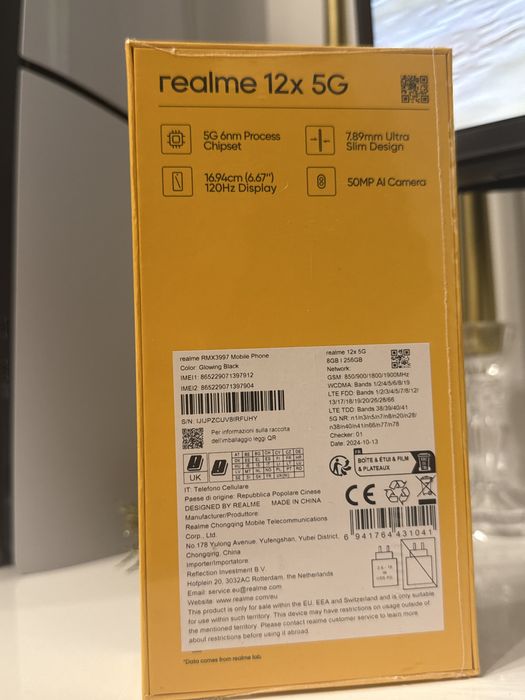 realme 12x 5G
5G 6nm Process
Chipset
7.89mm Ultra
Slim Design
16.94cm (6.67'')
120Hz Display
50MP AI Camera
realme RMX3997 Mobile Phone
Color: Glowing Black
IMEI1: 865229071397912
IMEI2: 865229071397904
S/N: IJIJPZCUV8IRFUHY
Per informazioni sulla raccolta
dell'imballaggio leggi QR
UK
IT: Telefono Cellulare
Paese di origine: Repubblica Popolare Cinese
DESIGNED BY REALME MADE IN CHINA
Manufacturer/Produttore:
Realme Chongqing Mobile Telecommunications
Corp., Ltd.
No.178 Yulong Avenue, Yufengshan, Yubei District,
Chongqing, China
Importer/Importatore:
Reflection Investment B.V.
Hofplein 20, 3032AC Rotterdam, the Netherlands
Email: service.eu@realme.com
Website: www.realme.com/eu
This product is only for sale within the EU, EEA and Switzerland and is only suitable
for use within such territory. This device may have restrictions on usage outside of
the mentioned territory. Please contact realme customer service to learn more
about restrictions before using it abroad.
realme 12x 5G
8GB | 256GB
Network:
GSM: 850/900/1800/1900MHz
WCDMA: Bands 1/2/4/5/6/8/19
LTE FDD: Bands 1/2/3/4/5/7/8/12/
13/17/18/19/20/26/28/66
LTE TDD: Bands 38/39/40/41
5G NR: n1/n3/n5/n7/n8/n20/n28/
n38/n40/n41/n66/n77/n78
Checker: 01
Date: 2024-10-13
FR
BOÎTE & ÉTUI & FILM
& PLATEAUX
CE
6 941764 431041
*Data comes from realme lab.